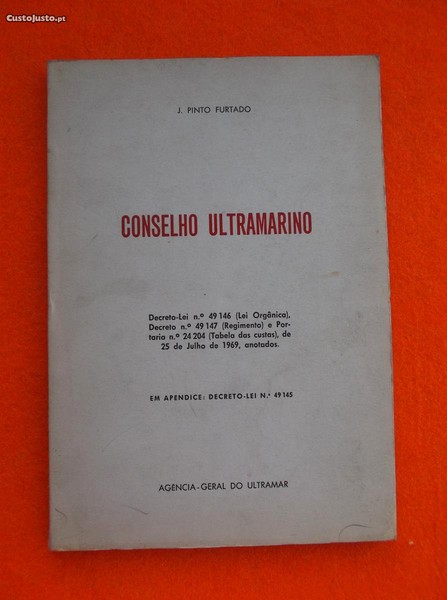 CustoJusto.pt
J. PINTO FURTADO
CONSELHO ULTRAMARINO
Decreto-Lei n.º 49 146 (Lei Orgânica),
Decreto n.º 49 147 (Regimento) e Por-
taria n.º 24 204 (Tabela das custas), de
25 de Julho de 1969, anotados.
EM APENDICE: DECRETO-LEI N.º 49 145
AGENCIA-GERAL DO ULTRAMAR